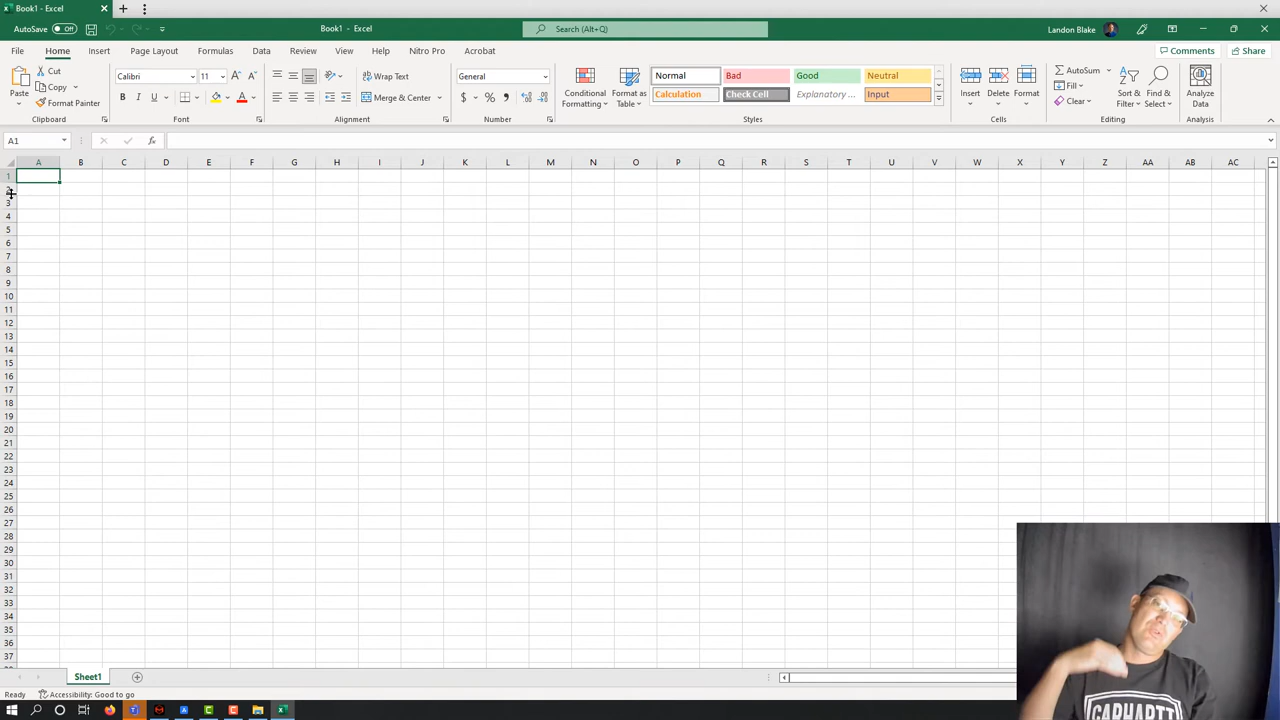 Book1 - Excel
AutoSave Off
Book1 - Excel
Search (Alt+Q)
Landon Blake
File Home Insert Page Layout Formulas Data Review View Help Nitro Pro Acrobat
Comments Share
Paste Cut Copy Format Painter
Clipboard
Calibri 11
B I U
Font
Wrap Text
Merge & Center
Alignment
General
Number
Conditional Formatting
Format as Table
Normal Bad Good Neutral
Calculation Check Cell Explanatory ... Input
Styles
Insert Delete Format
Cells
AutoSum
Fill
Clear
Sort & Filter
Find & Select
Editing
Analyze Data
Analysis
A1
A B C D E F G H I J K L M N O P Q R S T U V W X Y Z AA AB AC
1
3
4
5
6
7
8
9
10
11
12
13
14
15
16
17
18
19
20
21
22
23
24
25
26
27
28
29
30
31
32
33
34
35
36
37
Sheet1
Ready Accessibility: Good to go
CARHARTT